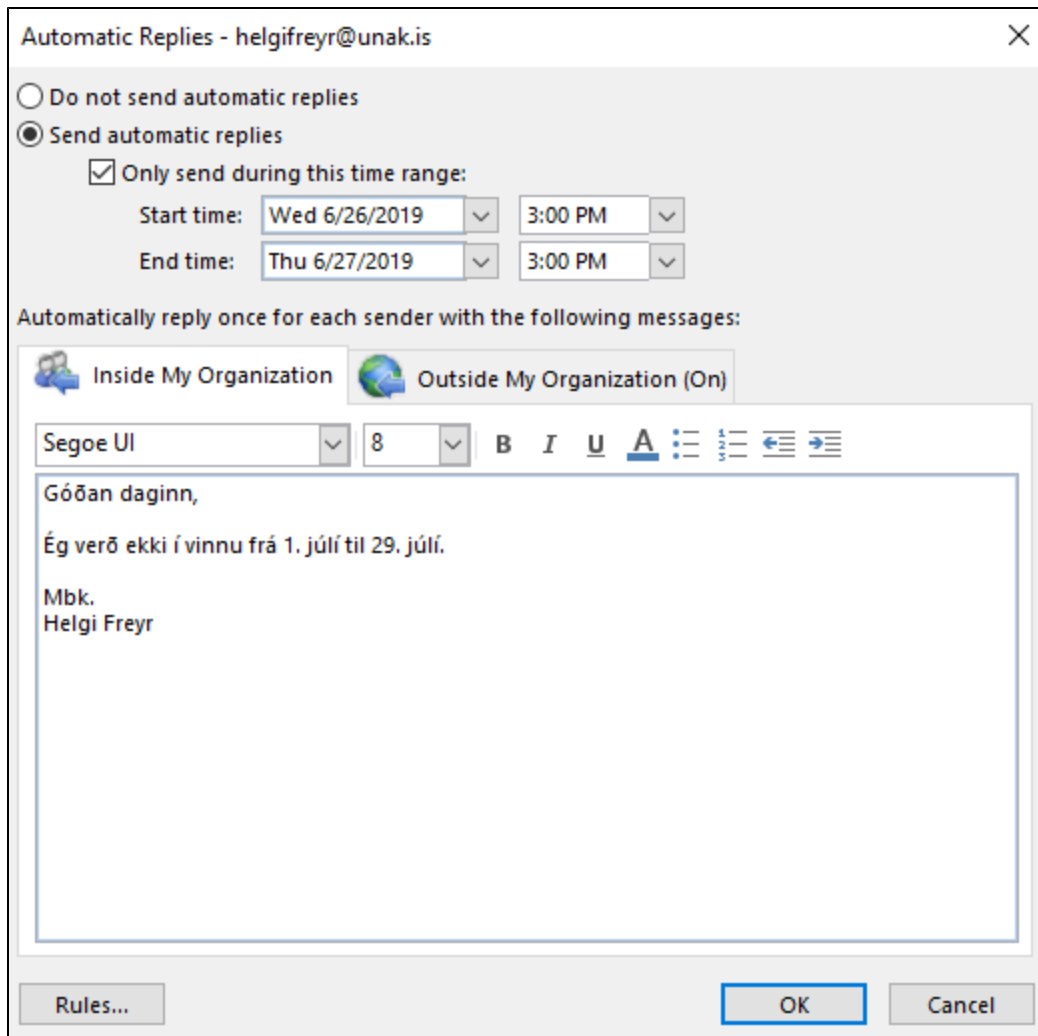 Automatic Replies - helgifreyr@unak.is
Do not send automatic replies
Send automatic replies
Only send during this time range:
Start time: Wed 6/26/2019 3:00 PM
End time: Thu 6/27/2019 3:00 PM
Automatically reply once for each sender with the following messages:
Inside My Organization Outside My Organization (On)
Segoe UI 8 B I U A
Góðan daginn,
Ég verð ekki í vinnu frá 1. júlí til 29. júlí.
Mbk.
Helgi Freyr
Rules... OK Cancel